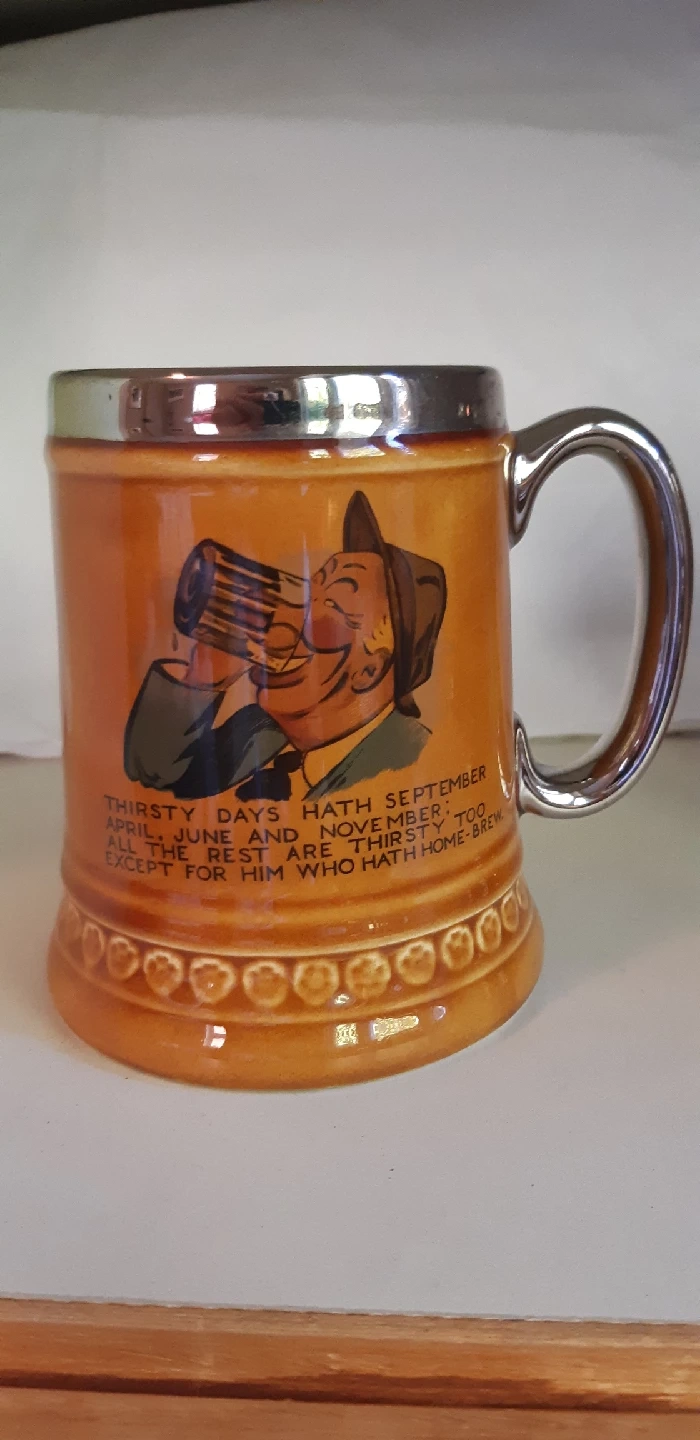 THIRSTY DAYS HATH SEPTEMBER
APRIL, JUNE AND NOVEMBER;
ALL THE REST ARE THIRSTY TOO
EXCEPT FOR HIM WHO HATH HOME-BREW.